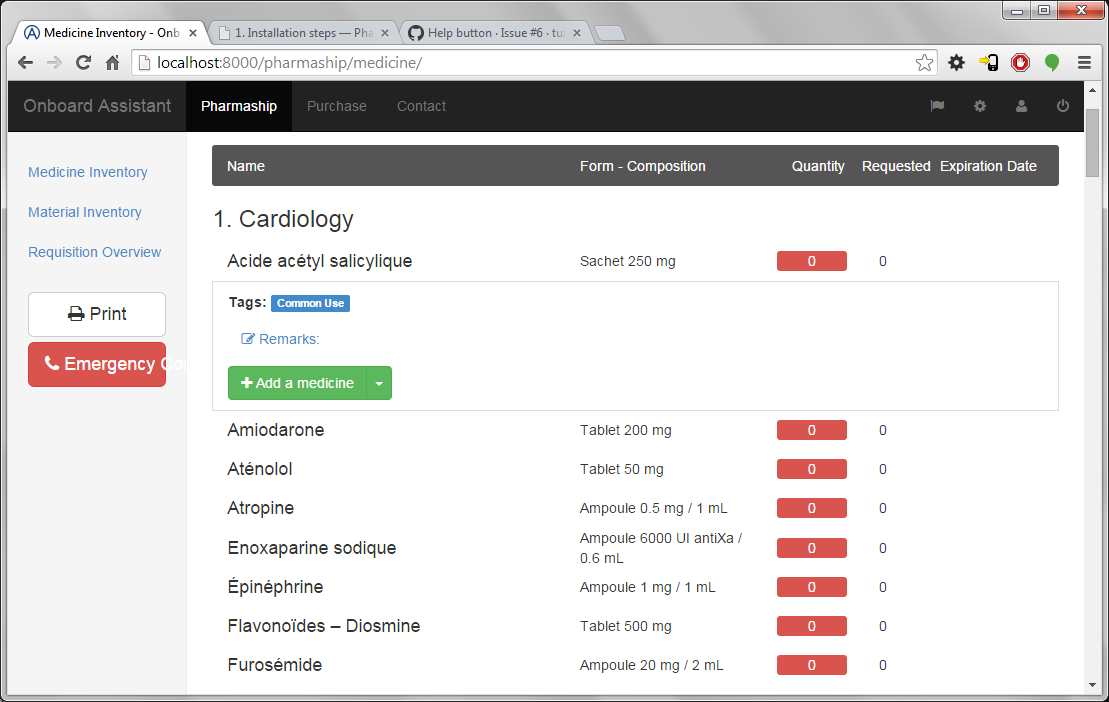 Medicine Inventory - Onb
1. Installation steps — Pha
Help button · Issue #6 · tur
localhost:8000/pharmaship/medicine/
Onboard Assistant Pharmaship Purchase Contact
Medicine Inventory
Material Inventory
Requisition Overview
Print
Emergency Co
Name Form - Composition Quantity Requested Expiration Date
1. Cardiology
Acide acétyl salicylique Sachet 250 mg 0 0
Tags: Common Use
Remarks:
Add a medicine
Amiodarone Tablet 200 mg 0 0
Aténolol Tablet 50 mg 0 0
Atropine Ampoule 0.5 mg / 1 mL 0 0
Enoxaparine sodique Ampoule 6000 UI antiXa / 0 0
0.6 mL
Épinéphrine Ampoule 1 mg / 1 mL 0 0
Flavonoïdes – Diosmine Tablet 500 mg 0 0
Furosémide Ampoule 20 mg / 2 mL 0 0